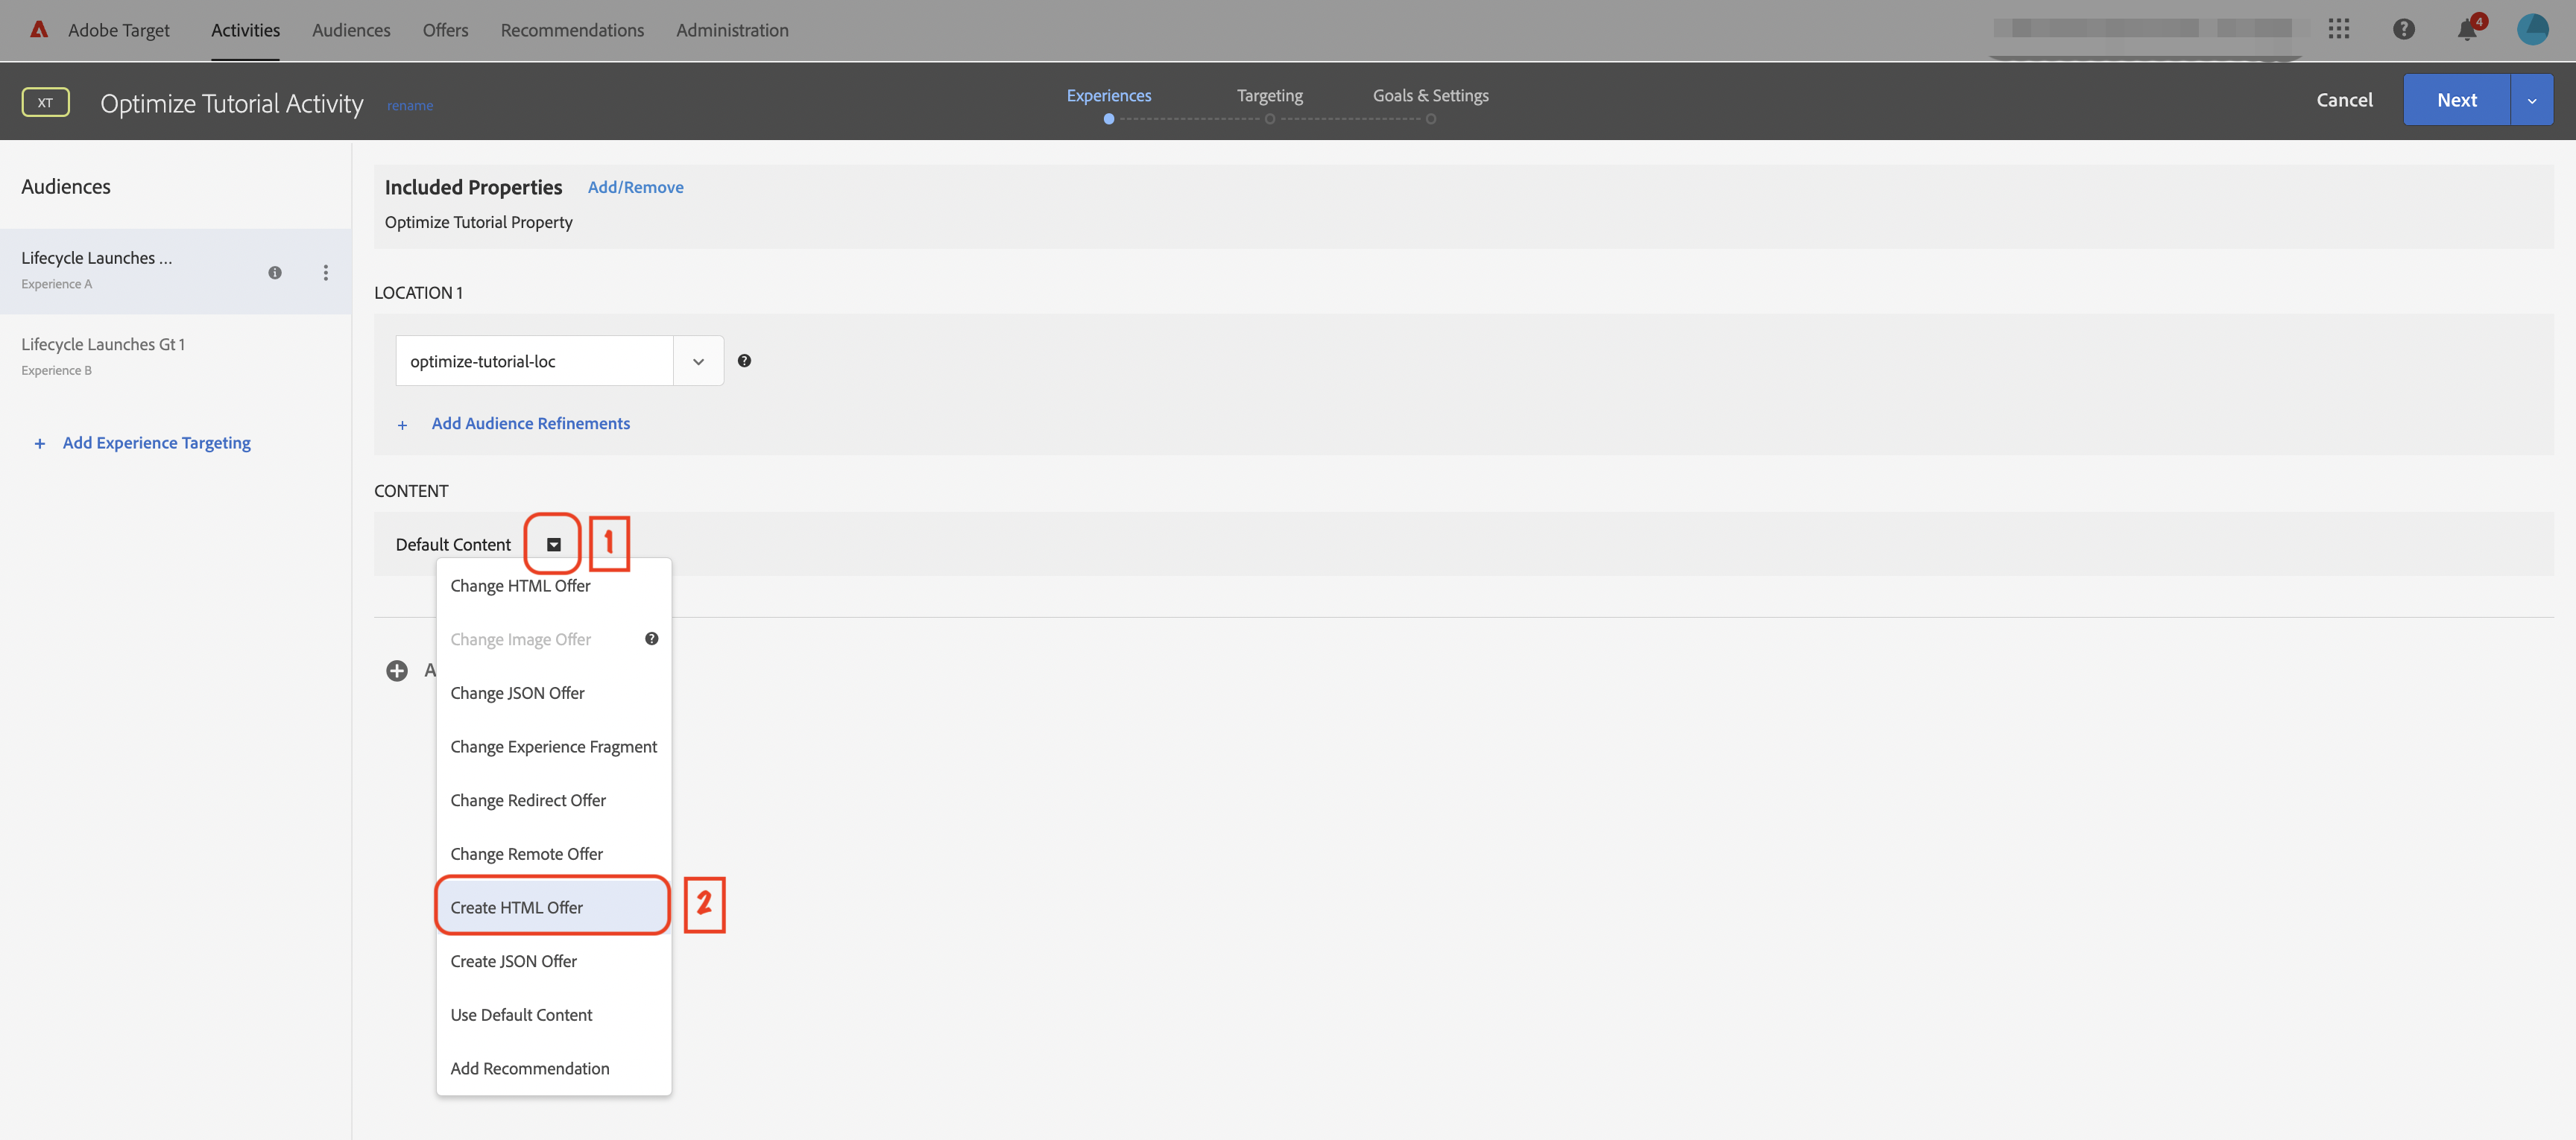 Adobe Target Activities Audiences Offers Recommendations Administration 4
XT Optimize Tutorial Activity rename Experiences Targeting Goals & Settings Cancel Next
Audiences
Lifecycle Launches ...
Experience A
Lifecycle Launches Gt 1
Experience B
+ Add Experience Targeting
Included Properties Add/Remove
Optimize Tutorial Property
LOCATION 1
optimize-tutorial-loc
+ Add Audience Refinements
CONTENT
Default Content 1
Change HTML Offer
Change Image Offer
A
Change JSON Offer
Change Experience Fragment
Change Redirect Offer
Change Remote Offer
Create HTML Offer 2
Create JSON Offer
Use Default Content
Add Recommendation